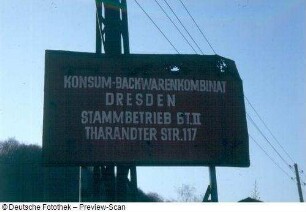 KONSUM-BACKWARENKOMBINAT
DRESDEN
STAMMBETRIEB BT. II
THARANDTER STR. 117
© Deutsche Fotothek – Preview-Scan